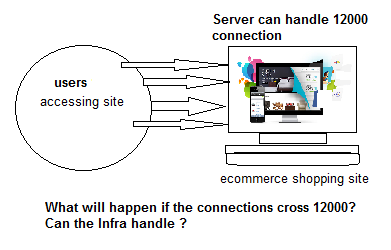 Server can handle 12000
connection
users
accessing site
ecommerce shopping site
What will happen if the connections cross 12000?
Can the Infra handle ?